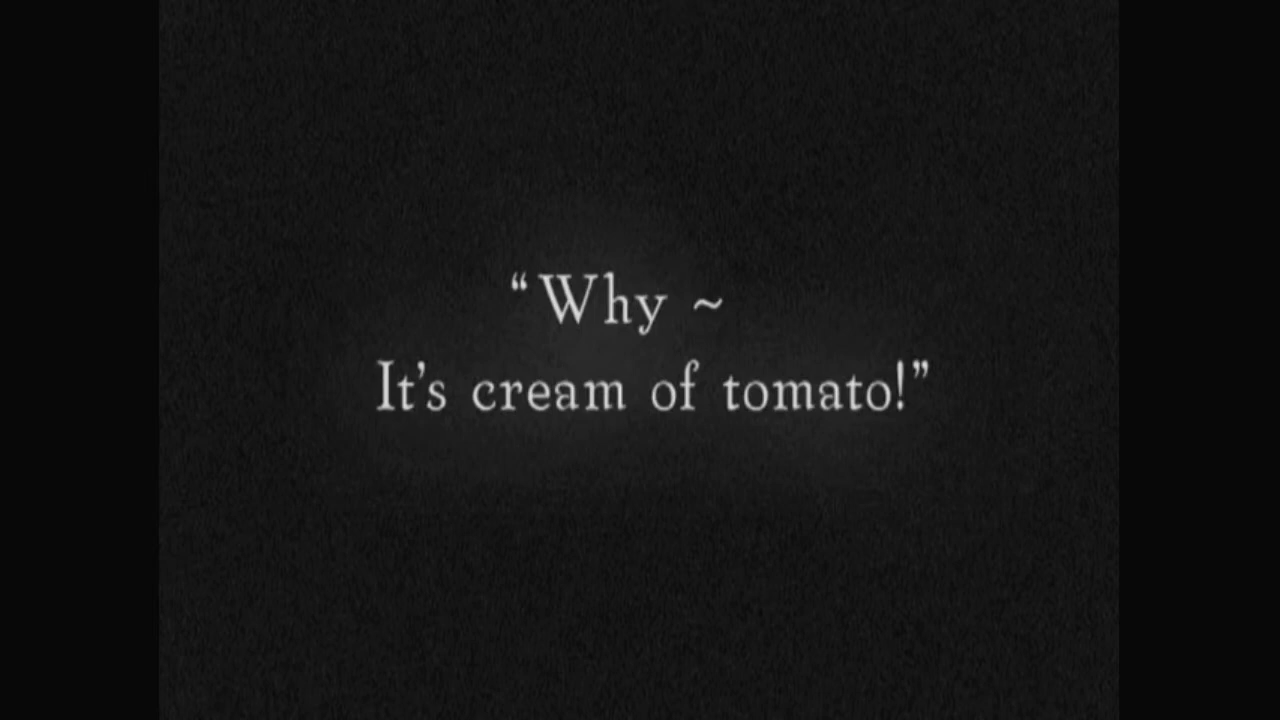 “Why ~
It’s cream of tomato!”